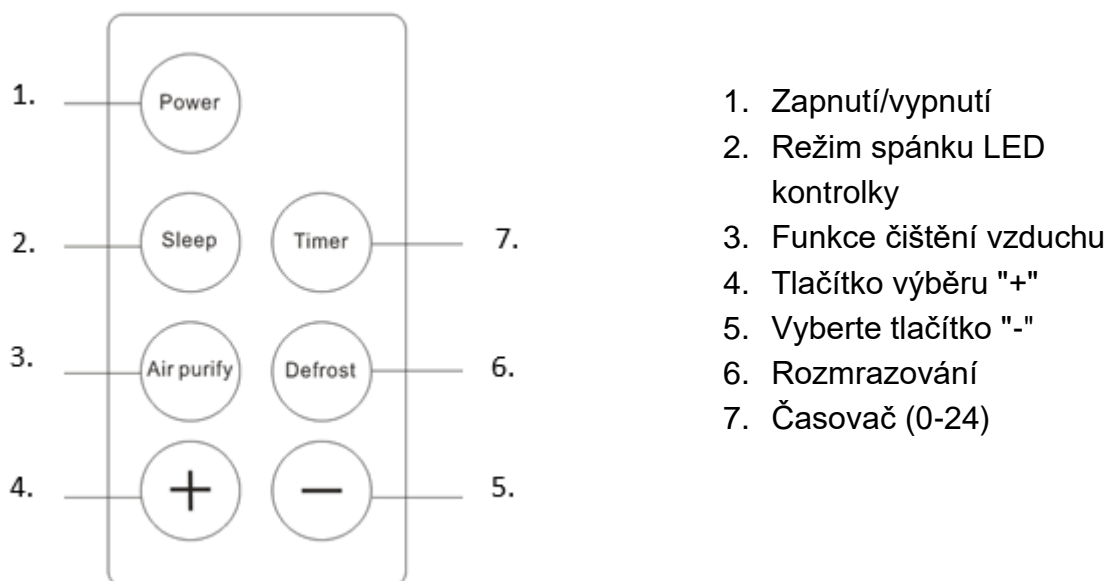 1.
Power
2.
Sleep
Timer
7.
3.
Air purify
Defrost
6.
4.
+
−
5.
1. Zapnutí/vypnutí
2. Režim spánku LED
kontrolky
3. Funkce čištění vzduchu
4. Tlačítko výběru "+"
5. Vyberte tlačítko "-"
6. Rozmrazování
7. Časovač (0-24)